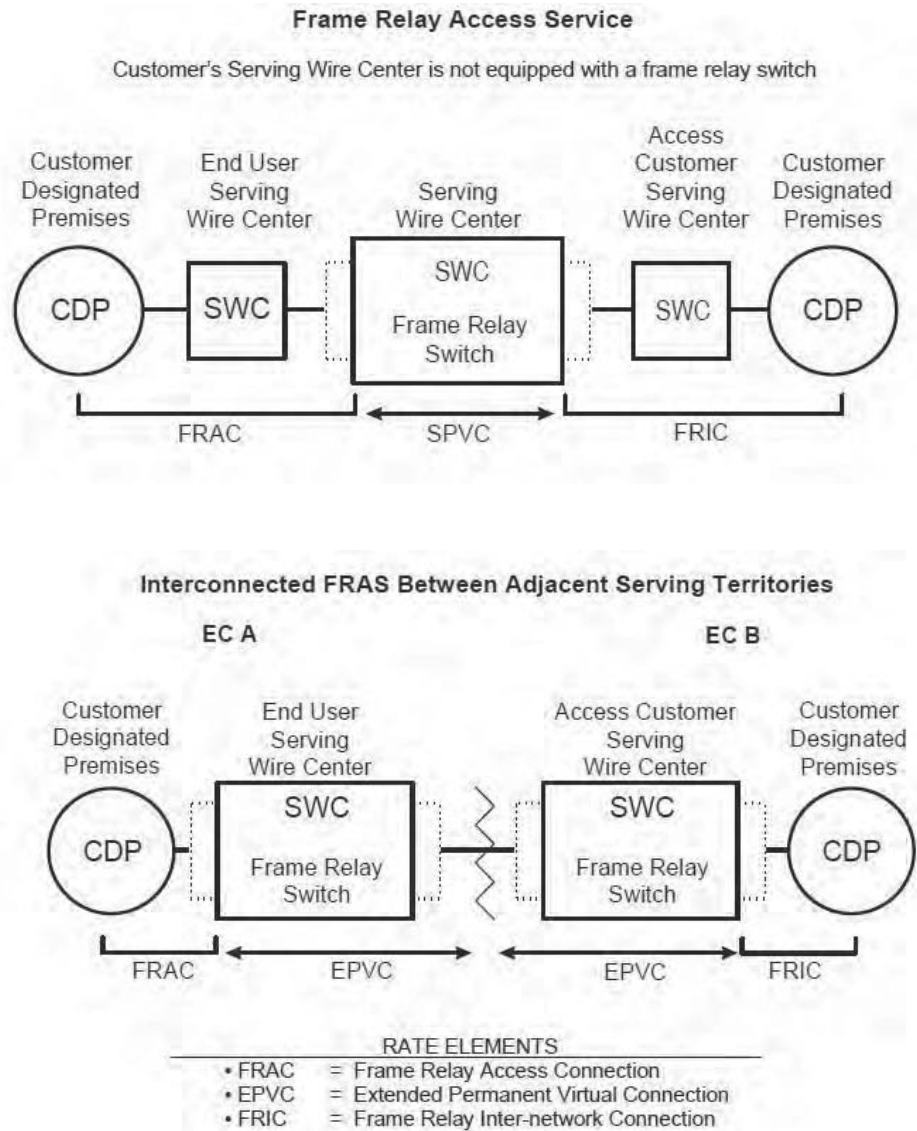 Frame Relay Access Service
Customer's Serving Wire Center is not equipped with a frame relay switch
Customer
Designated
Premises
End User
Serving
Wire Center
Serving
Wire Center
Access
Customer
Serving
Wire Center
Customer
Designated
Premises
CDP
SWC
SWC
Frame Relay
Switch
SWC
CDP
FRAC
SPVC
FRIC
Interconnected FRAS Between Adjacent Serving Territories
EC A
EC B
Customer
Designated
Premises
End User
Serving
Wire Center
Access Customer
Serving
Wire Center
Customer
Designated
Premises
CDP
SWC
Frame Relay
Switch
SWC
Frame Relay
Switch
CDP
FRAC
EPVC
EPVC
FRIC
RATE ELEMENTS
• FRAC = Frame Relay Access Connection
• EPVC = Extended Permanent Virtual Connection
• FRIC = Frame Relay Inter-network Connection